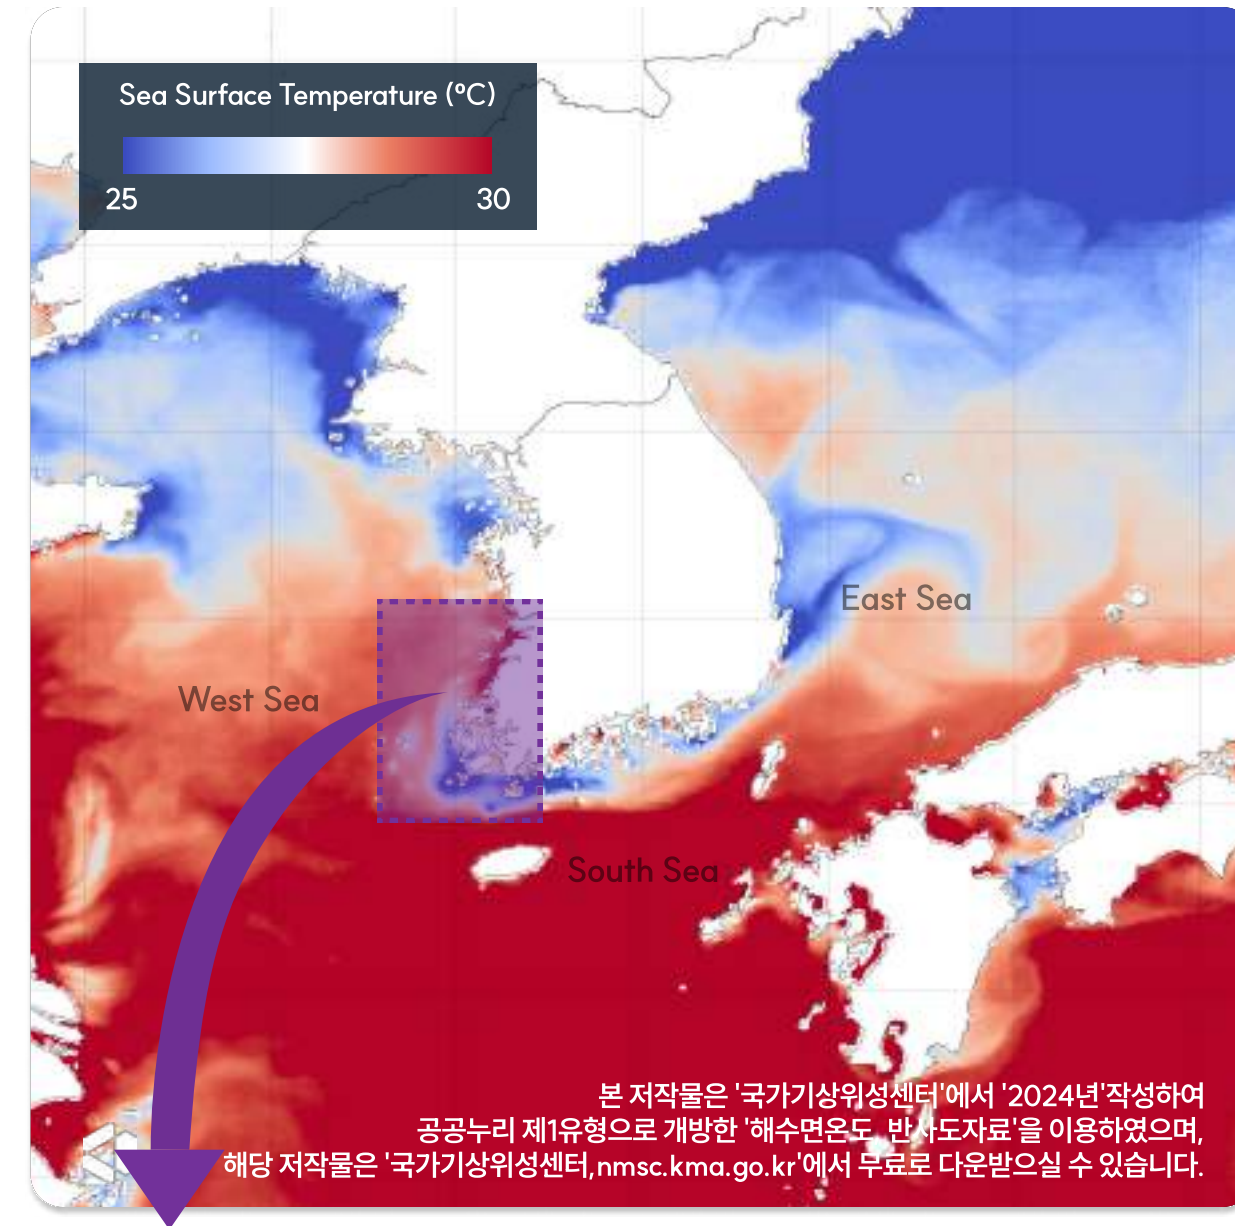 Sea Surface Temperature (°C)
25 30
East Sea
West Sea
South Sea
본 저작물은 '국가기상위성센터'에서 '2024년'작성하여
공공누리 제1유형으로 개방한 '해수면온도_반사도자료'을 이용하였으며,
해당 저작물은 '국가기상위성센터,nmsc.kma.go.kr'에서 무료로 다운받으실 수 있습니다.